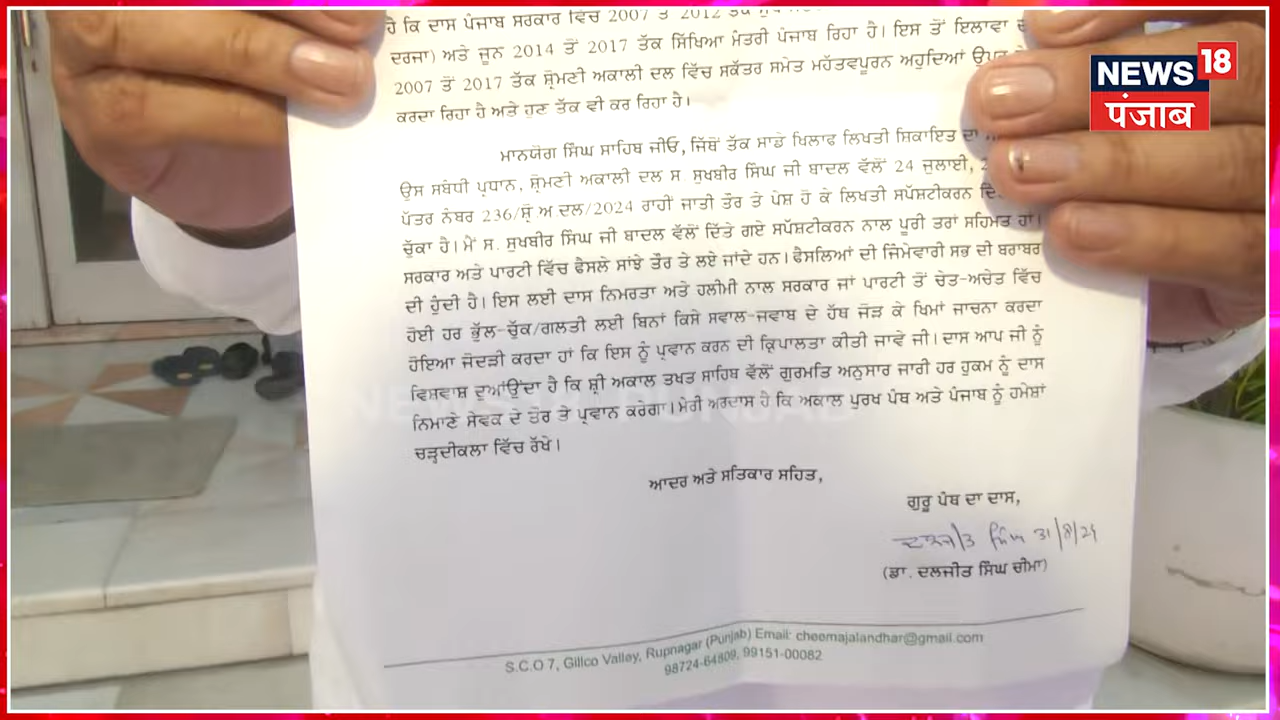 ਹੈ ਕਿ ਦਾਸ ਪੰਜਾਬ ਸਰਕਾਰ ਵਿੱਚ 2007 ਤੋਂ 2012 ਤੱਕ
ਦਰਜਾ) ਅਤੇ ਜੂਨ 2014 ਤੋਂ 2017 ਤੱਕ ਸਿੱਖਿਆ ਮੰਤਰੀ ਪੰਜਾਬ ਰਿਹਾ ਹੈ। ਇਸ ਤੋਂ ਇਲਾਵਾ
2007 ਤੋਂ 2017 ਤੱਕ ਸ਼੍ਰੋਮਣੀ ਅਕਾਲੀ ਦਲ ਵਿੱਚ ਸਕੱਤਰ ਸਮੇਤ ਮਹੱਤਵਪੂਰਨ ਅਹੁਦਿਆਂ
ਕਰਦਾ ਰਿਹਾ ਹੈ ਅਤੇ ਹੁਣ ਤੱਕ ਵੀ ਕਰ ਰਿਹਾ ਹੈ।
ਮਾਨਯੋਗ ਸਿੰਘ ਸਾਹਿਬ ਜੀਓ, ਜਿੱਥੋਂ ਤੱਕ ਸਾਡੇ ਖਿਲਾਫ ਲਿਖਤੀ ਸ਼ਿਕਾਇਤ ਦਾ
ਉਸ ਸਬੰਧੀ ਪ੍ਰਧਾਨ, ਸ਼੍ਰੋਮਣੀ ਅਕਾਲੀ ਦਲ ਸ. ਸੁਖਬੀਰ ਸਿੰਘ ਜੀ ਬਾਦਲ ਵੱਲੋਂ 24 ਜੁਲਾਈ,
ਪੱਤਰ ਨੰਬਰ 236/ਸ਼੍ਰੋ ਅ ਦਲ/2024 ਰਾਹੀਂ ਜਾਤੀ ਤੌਰ ਤੇ ਪੇਸ਼ ਹੋ ਕੇ ਲਿਖਤੀ ਸਪੱਸ਼ਟੀਕਰਨ
ਚੁੱਕਾ ਹੈ। ਮੈਂ ਸ. ਸੁਖਬੀਰ ਸਿੰਘ ਜੀ ਬਾਦਲ ਵੱਲੋਂ ਦਿੱਤੇ ਗਏ ਸਪੱਸ਼ਟੀਕਰਨ ਨਾਲ ਪੂਰੀ ਤਰਾਂ ਸਹਿਮਤ ਹਾਂ।
ਸਰਕਾਰ ਅਤੇ ਪਾਰਟੀ ਵਿੱਚ ਫੈਸਲੇ ਸਾਂਝੇ ਤੌਰ ਤੇ ਲਏ ਜਾਂਦੇ ਹਨ। ਫੈਸਲਿਆਂ ਦੀ ਜਿੰਮੇਵਾਰੀ ਸਭ ਦੀ ਬਰਾਬਰ
ਦੀ ਹੁੰਦੀ ਹੈ। ਇਸ ਲਈ ਦਾਸ ਨਿਮਰਤਾ ਅਤੇ ਹਲੀਮੀ ਨਾਲ ਸਰਕਾਰ ਜਾਂ ਪਾਰਟੀ ਤੋਂ ਚੇਤ-ਅਚੇਤ ਵਿੱਚ
ਹੋਈ ਹਰ ਭੁੱਲ-ਚੁੱਕ/ਗਲਤੀ ਲਈ ਬਿਨਾਂ ਕਿਸੇ ਸਵਾਲ-ਜਵਾਬ ਦੇ ਹੱਥ ਜੋੜ ਕੇ ਖਿਮਾਂ ਜਾਚਨਾ ਕਰਦਾ
ਹੋਇਆ ਜੋਦੜੀ ਕਰਦਾ ਹਾਂ ਕਿ ਇਸ ਨੂੰ ਪ੍ਰਵਾਨ ਕਰਨ ਦੀ ਕ੍ਰਿਪਾਲਤਾ ਕੀਤੀ ਜਾਵੇ ਜੀ। ਦਾਸ ਆਪ ਜੀ ਨੂੰ
ਵਿਸ਼ਵਾਸ਼ ਦੁਆਂਉਂਦਾ ਹੈ ਕਿ ਸ਼੍ਰੀ ਅਕਾਲ ਤਖਤ ਸਾਹਿਬ ਵੱਲੋਂ ਗੁਰਮਤਿ ਅਨੁਸਾਰ ਜਾਰੀ ਹਰ ਹੁਕਮ ਨੂੰ ਦਾਸ
ਨਿਮਾਣੇ ਸੇਵਕ ਦੇ ਤੌਰ ਤੇ ਪ੍ਰਵਾਨ ਕਰੇਗਾ। ਮੇਰੀ ਅਰਦਾਸ ਹੈ ਕਿ ਅਕਾਲ ਪੁਰਖ ਪੰਥ ਅਤੇ ਪੰਜਾਬ ਨੂੰ ਹਮੇਸ਼ਾਂ
ਚੜ੍ਹਦੀਕਲਾ ਵਿੱਚ ਰੱਖੇ।
ਆਦਰ ਅਤੇ ਸਤਿਕਾਰ ਸਹਿਤ,
ਗੁਰੂ ਪੰਥ ਦਾ ਦਾਸ,
ਦਲਜੀਤ ਸਿੰਘ 31/8/24
(ਡਾ. ਦਲਜੀਤ ਸਿੰਘ ਚੀਮਾ)
S.C.O 7, Gillco Valley, Rupnagar (Punjab) Email: cheemajalandhar@gmail.com
98724-64809, 99151-00082
NEWS 18
ਪੰਜਾਬ